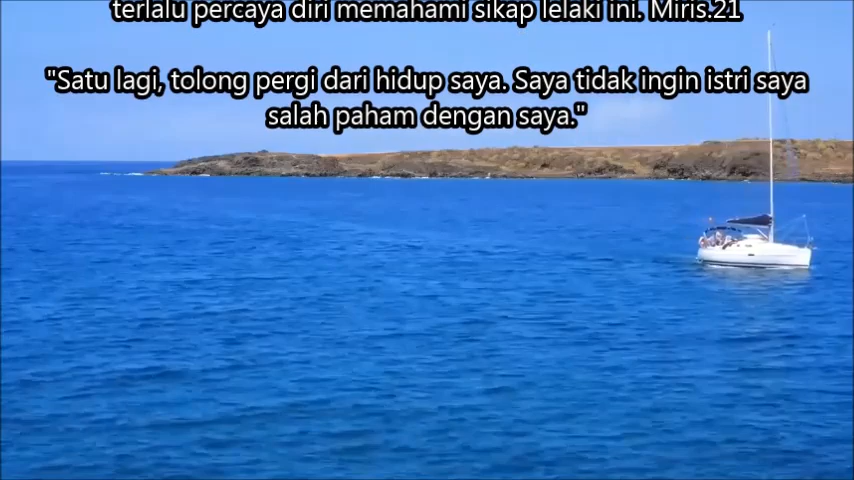 terlalu percaya diri memahami sikap lelaki ini. Miris.21
"Satu lagi, tolong pergi dari hidup saya. Saya tidak ingin istri saya
salah paham dengan saya."